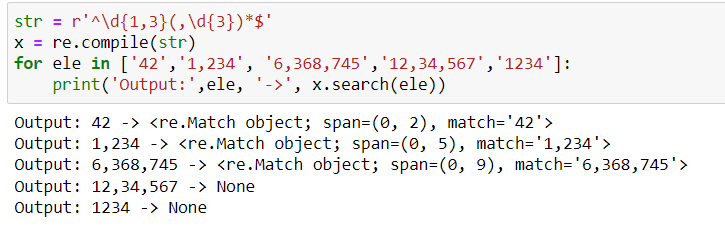 str = r'^\d{1,3}(,\d{3})*$'
x = re.compile(str)
for ele in ['42','1,234', '6,368,745','12,34,567','1234']:
    print('Output:',ele, '->', x.search(ele))
Output: 42 -> <re.Match object; span=(0, 2), match='42'>
Output: 1,234 -> <re.Match object; span=(0, 5), match='1,234'>
Output: 6,368,745 -> <re.Match object; span=(0, 9), match='6,368,745'>
Output: 12,34,567 -> None
Output: 1234 -> None